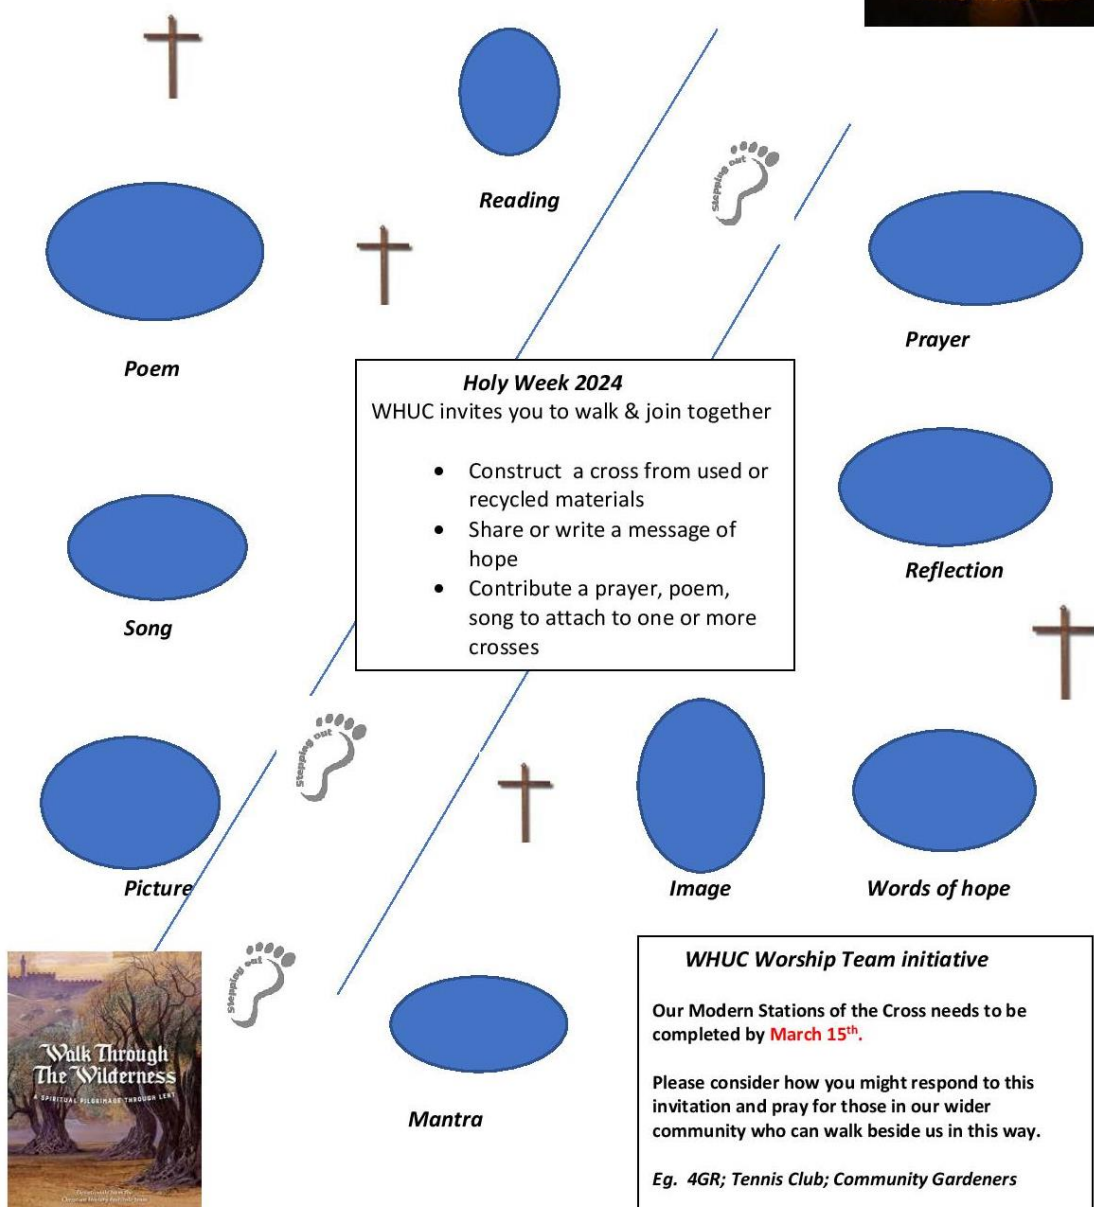 Reading
Stepping out
Poem
Prayer
Holy Week 2024
WHUC invites you to walk & join together
• Construct  a cross from used or
recycled materials
• Share or write a message of
hope
• Contribute a prayer, poem,
song to attach to one or more
crosses
Reflection
Song
Stepping out
Picture
Image
Words of hope
Stepping out
Walk Through
The Wilderness
A SPIRITUAL PILGRIMAGE THROUGH LENT
Mantra
WHUC Worship Team initiative
Our Modern Stations of the Cross needs to be
completed by March 15th.
Please consider how you might respond to this
invitation and pray for those in our wider
community who can walk beside us in this way.
Eg.  4GR; Tennis Club; Community Gardeners